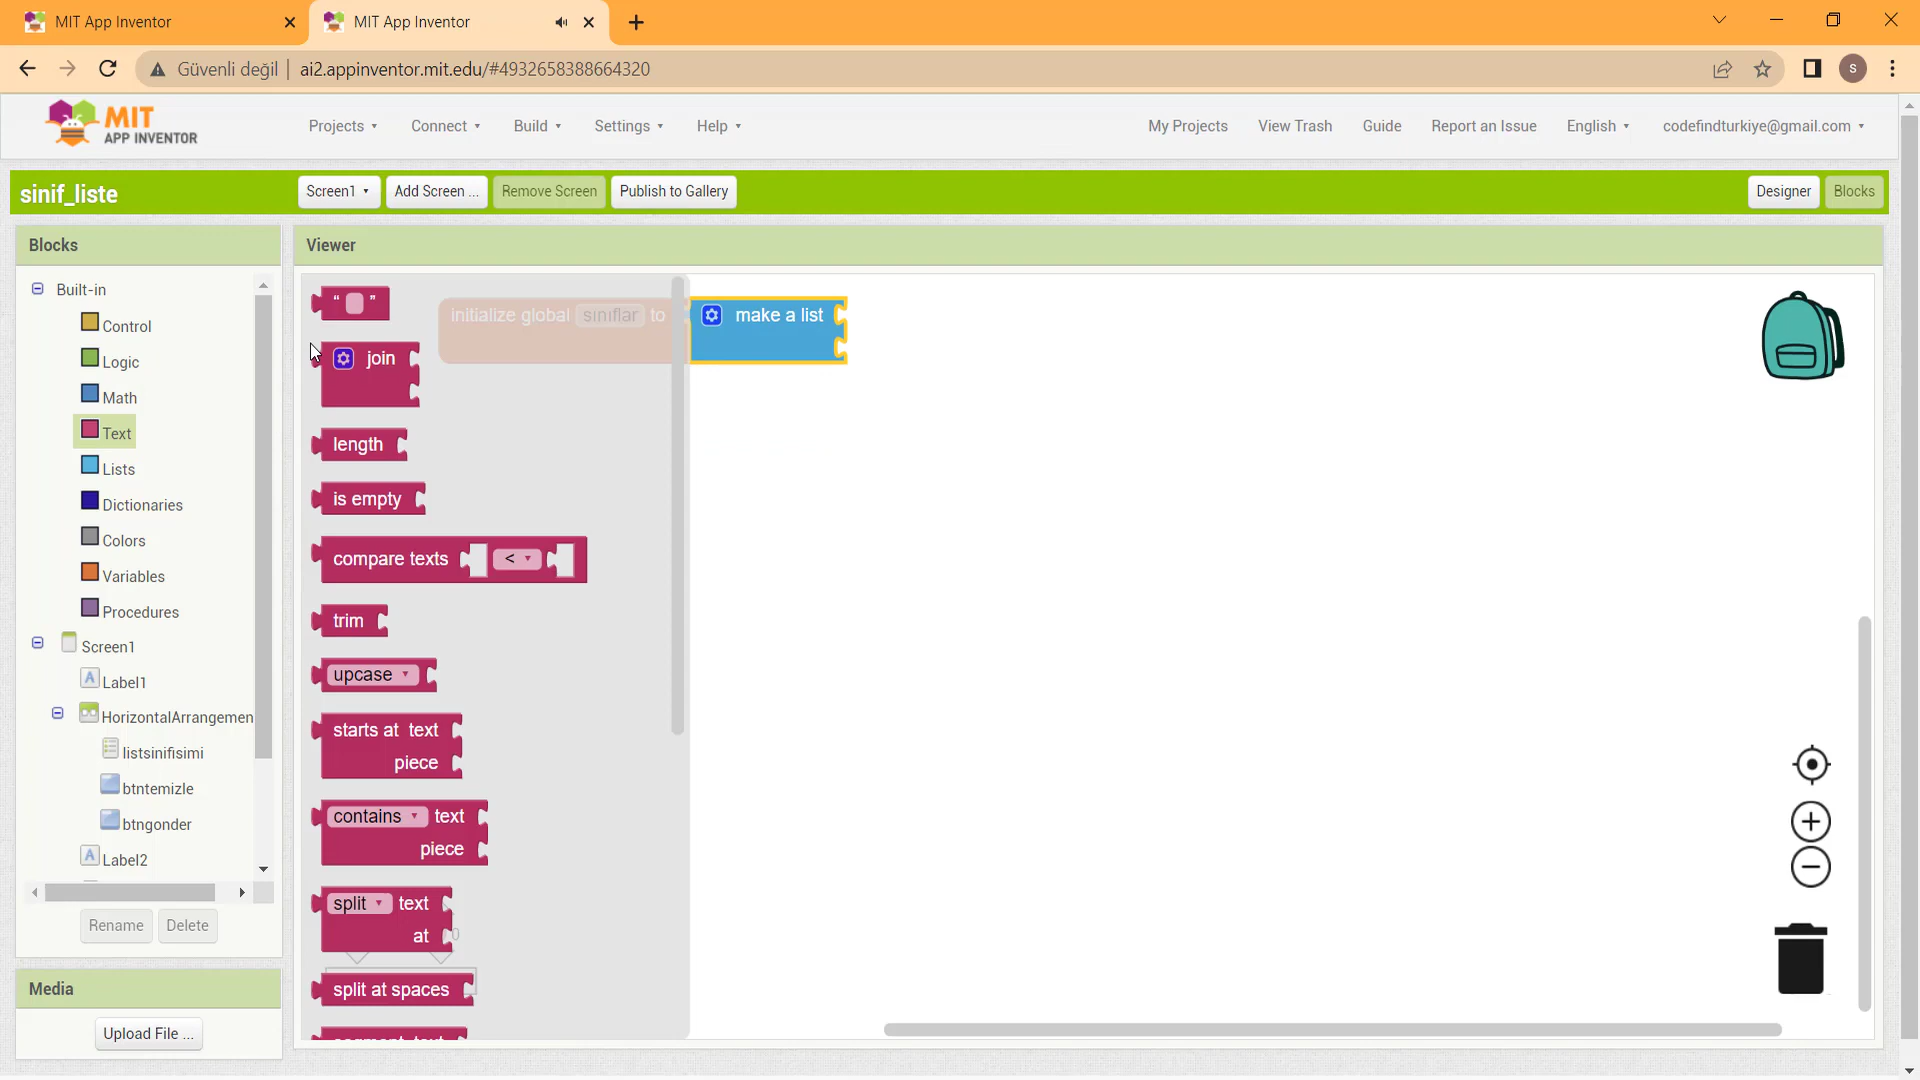 MIT App Inventor
MIT App Inventor
Güvenli değil
ai2.appinventor.mit.edu/#4932658388664320
S
MIT
APP INVENTOR
Projects
Connect
Build
Settings
Help
My Projects
View Trash
Guide
Report an Issue
English
codefindturkiye@gmail.com
sinif_liste
Screen1
Add Screen ...
Remove Screen
Publish to Gallery
Designer
Blocks
Blocks
Built-in
Control
Logic
Math
Text
Lists
Dictionaries
Colors
Variables
Procedures
Screen1
Label1
HorizontalArrangemen
listsinifisimi
btntemizle
btngonder
Label2
Rename
Delete
Media
Upload File ...
Viewer
“ ”
initialize global siniflar to
make a list
join
length
is empty
compare texts <
trim
upcase
starts at text
piece
contains text
piece
split text
at
split at spaces